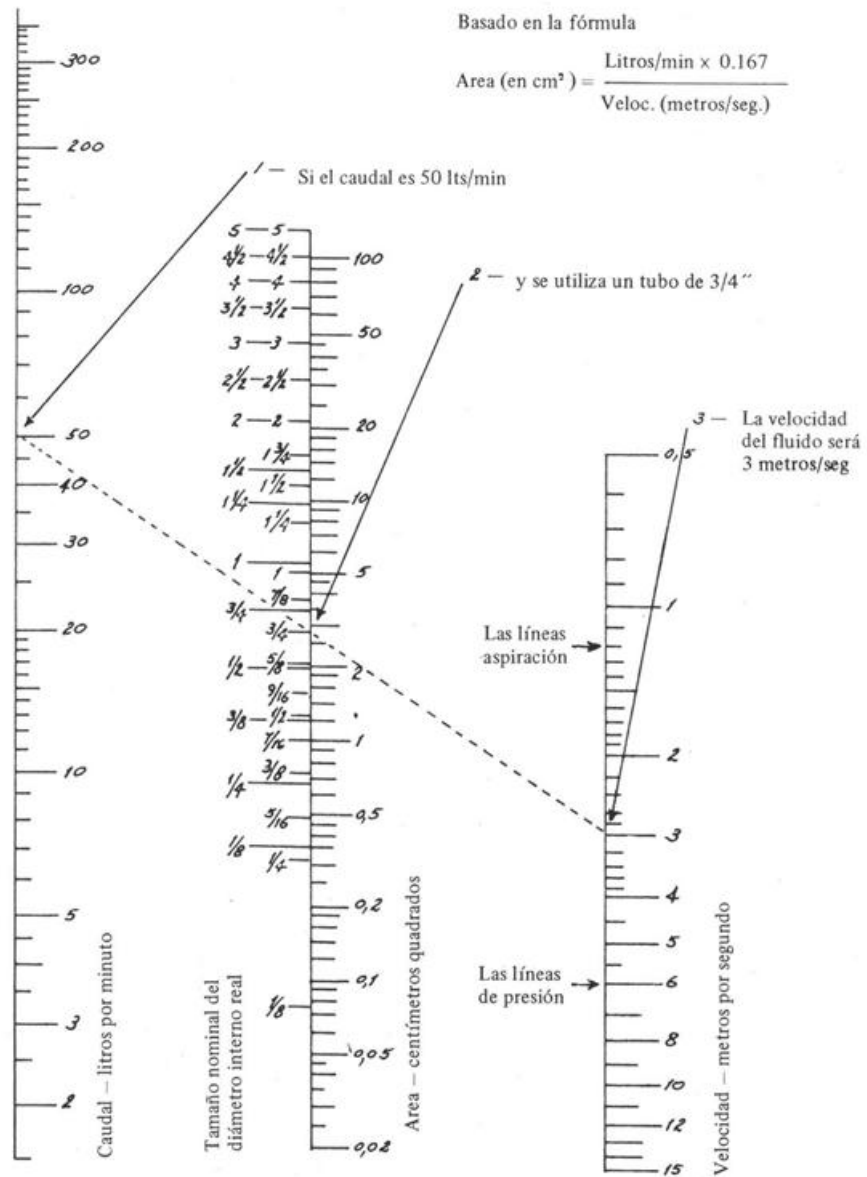 Basado en la fórmula
Area (en cm²) = Litros/min × 0.167
Veloc. (metros/seg.)
1 — Si el caudal es 50 lts/min
2 — y se utiliza un tubo de 3/4″
3 — La velocidad
del fluido será
3 metros/seg
300
200
100
50
40
30
20
10
5
3
2
Caudal — litros por minuto
5 — 5
4½ — 4½
4 — 4
3½ — 3½
3 — 3
2½ — 2½
2 — 2
1¾
1½
1½
1¼
1¼
1
1
7/8
3/4
3/4
5/8
1/2
9/16
1/2
3/8
7/16
3/8
1/4
5/16
1/8
1/4
1/8
Tamaño nominal del
diámetro interno real
100
50
20
10
5
2
1
0,5
0,2
0,1
0,05
0,02
Area — centímetros quadrados
Las líneas
aspiración
Las líneas
de presión
0,5
1
2
3
4
5
6
8
10
12
15
Velocidad — metros por segundo